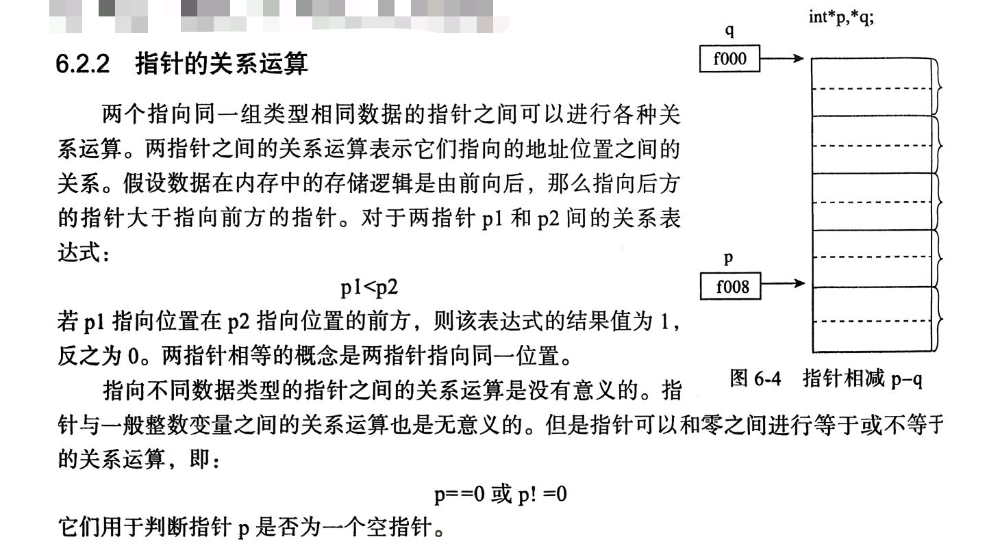 6.2.2 指针的关系运算
两个指向同一组类型相同数据的指针之间可以进行各种关
系运算。两指针之间的关系运算表示它们指向的地址位置之间的
关系。假设数据在内存中的存储逻辑是由前向后，那么指向后方
的指针大于指向前方的指针。对于两指针 p1 和 p2 间的关系表
达式：
p1<p2
若 p1 指向位置在 p2 指向位置的前方，则该表达式的结果值为 1，
反之为 0。两指针相等的概念是两指针指向同一位置。
指向不同数据类型的指针之间的关系运算是没有意义的。指
针与一般整数变量之间的关系运算也是无意义的。但是指针可以和零之间进行等于或不等于
的关系运算，即：
p==0 或 p! =0
它们用于判断指针 p 是否为一个空指针。
int*p,*q;
q
f000
p
f008
图 6-4 指针相减 p-q